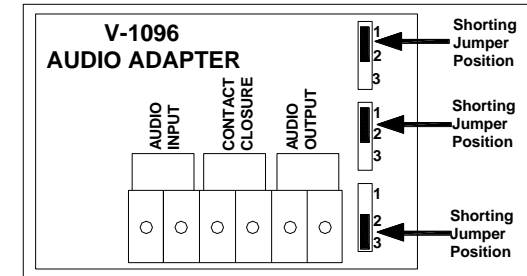 V-1096
AUDIO ADAPTER
AUDIO
INPUT
CONTACT
CLOSURE
AUDIO
OUTPUT
1
2
3
Shorting
Jumper
Position
1
2
3
Shorting
Jumper
Position
1
2
3
Shorting
Jumper
Position